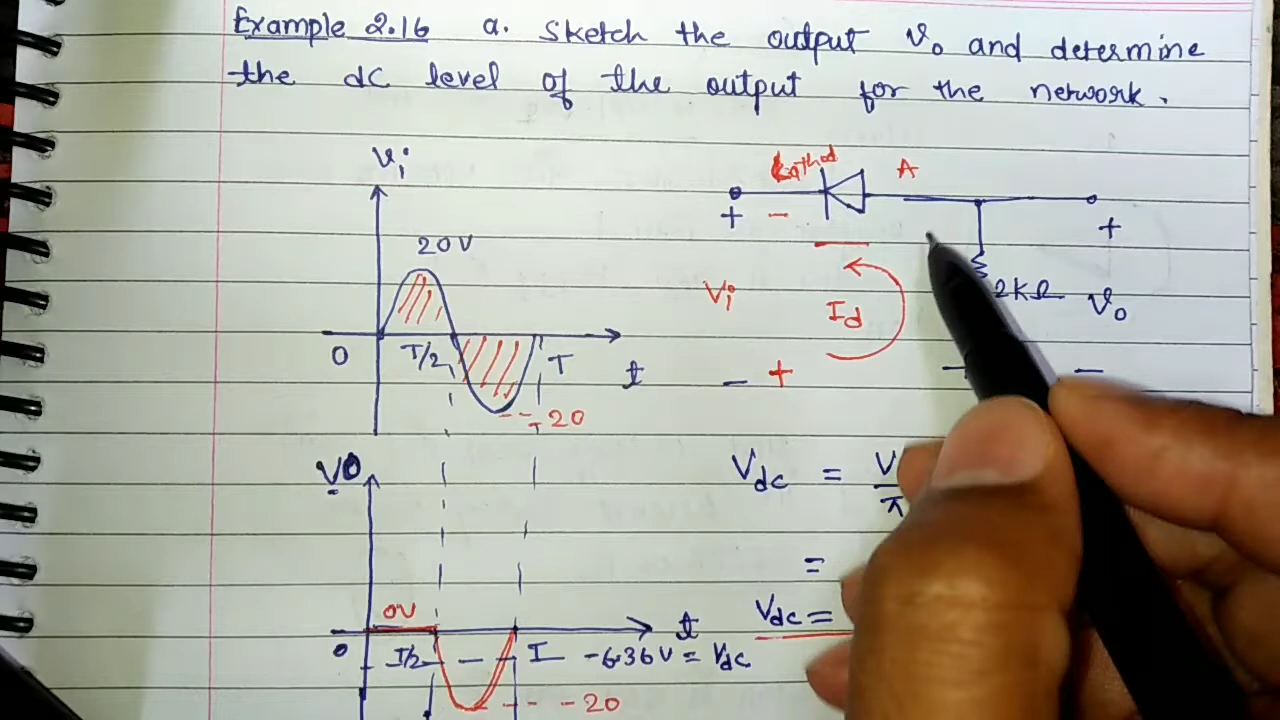 Example 2.16 a. Sketch the output v₀ and determine
the dc level of the output for the network.
Vi
20V
0 T/2 T t
-20
Cathod A
+ − +
Vi Id 2KΩ v₀
− + + −
V0
0V
0 T/2 T t
-6.36V = Vdc
-20
Vdc = V
π
=
Vdc =